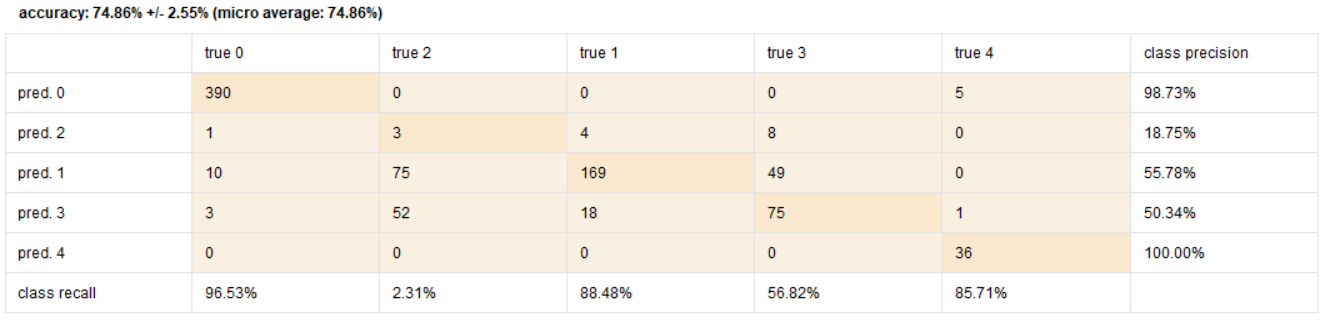 accuracy: 74.86% +/- 2.55% (micro average: 74.86%)
true 0 true 2 true 1 true 3 true 4 class precision
pred. 0 390 0 0 0 5 98.73%
pred. 2 1 3 4 8 0 18.75%
pred. 1 10 75 169 49 0 55.78%
pred. 3 3 52 18 75 1 50.34%
pred. 4 0 0 0 0 36 100.00%
class recall 96.53% 2.31% 88.48% 56.82% 85.71%